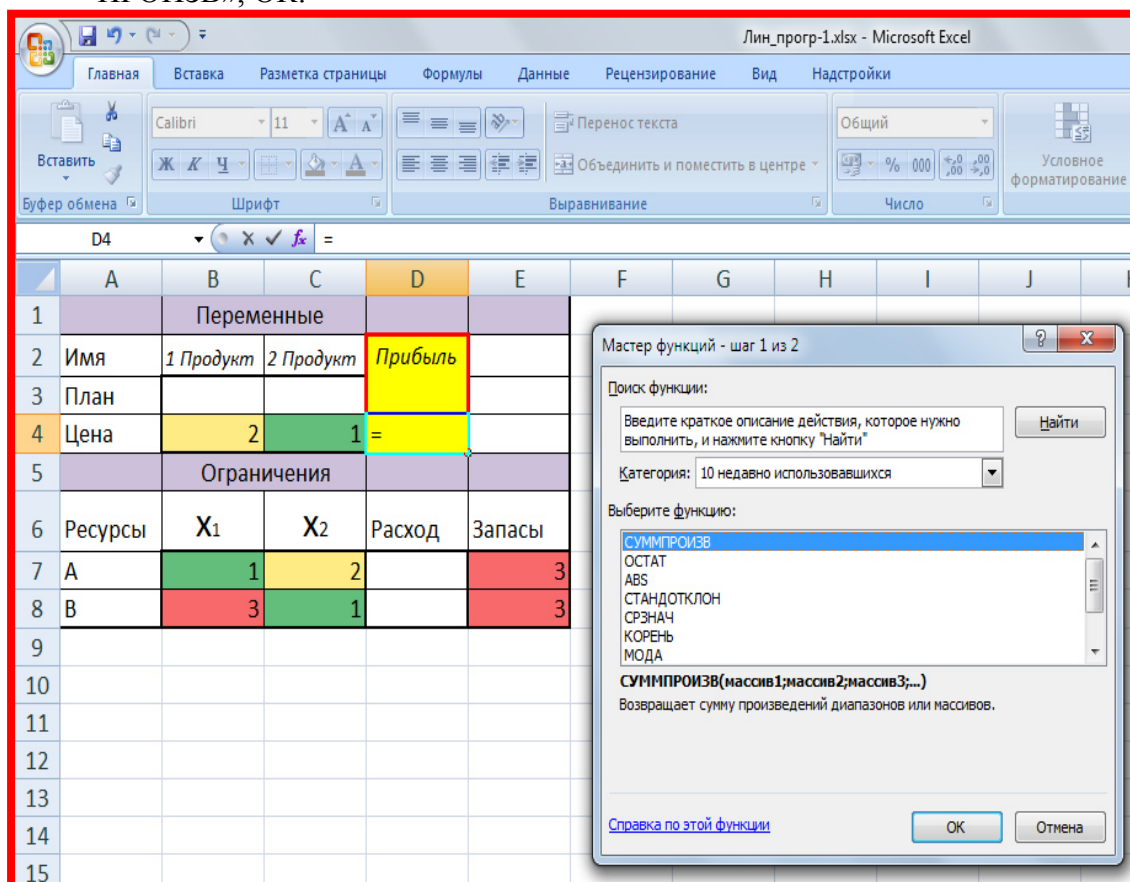 ПРОИЗВ», ОК.
Лин_прогр-1.xlsx - Microsoft Excel
Главная Вставка Разметка страницы Формулы Данные Рецензирование Вид Надстройки
Calibri 11 Перенос текста Общий
Вставить Ж К Ч Объединить и поместить в центре % 000 Условное форматирование
Буфер обмена Шрифт Выравнивание Число
D4 fx =
A B C D E F G H I J
1 Переменные
2 Имя 1 Продукт 2 Продукт Прибыль
3 План
4 Цена 2 1 =
5 Ограничения
6 Ресурсы X1 X2 Расход Запасы
7 A 1 2 3
8 B 3 1 3
9
10
11
12
13
14
15
Мастер функций - шаг 1 из 2
Поиск функции:
Введите краткое описание действия, которое нужно
выполнить, и нажмите кнопку "Найти"
Найти
Категория: 10 недавно использовавшихся
Выберите функцию:
СУММПРОИЗВ
ОСТАТ
ABS
СТАНДОТКЛОН
СРЗНАЧ
КОРЕНЬ
МОДА
СУММПРОИЗВ(массив1;массив2;массив3;...)
Возвращает сумму произведений диапазонов или массивов.
Справка по этой функции
ОК Отмена